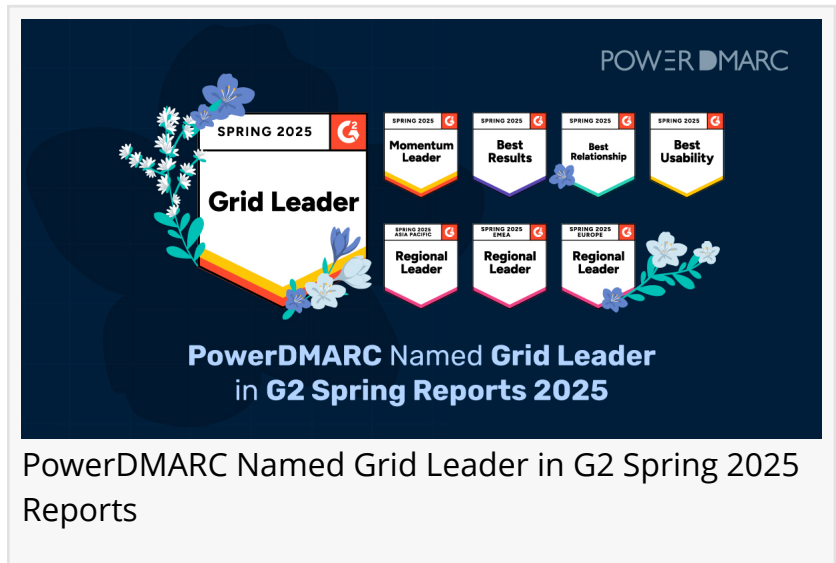 POWER DMARC
SPRING 2025
Grid Leader
SPRING 2025
Momentum
Leader
SPRING 2025
Best
Results
SPRING 2025
Best
Relationship
SPRING 2025
Best
Usability
SPRING 2025
ASIA PACIFIC
Regional
Leader
SPRING 2025
EMEA
Regional
Leader
SPRING 2025
EUROPE
Regional
Leader
PowerDMARC Named Grid Leader
in G2 Spring Reports 2025
PowerDMARC Named Grid Leader in G2 Spring 2025
Reports